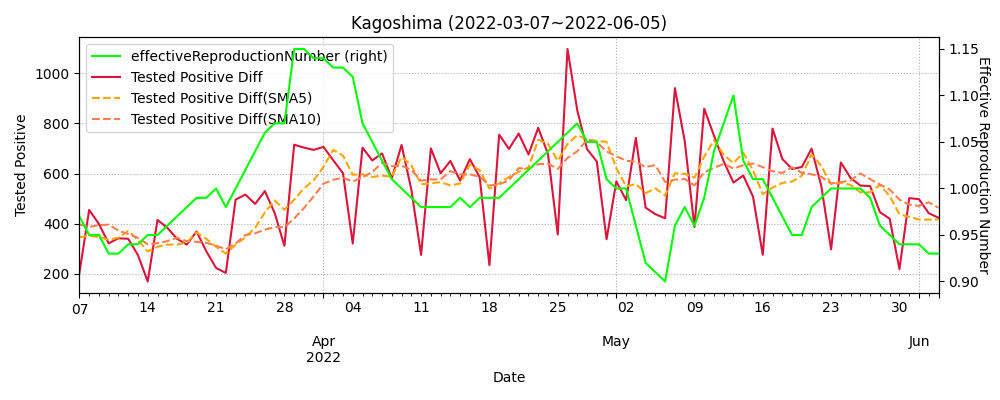 Kagoshima (2022-03-07~2022-06-05)
effectiveReproductionNumber (right)
Tested Positive Diff
Tested Positive Diff(SMA5)
Tested Positive Diff(SMA10)
Tested Positive
1000
800
600
400
200
Effective Reproduction Number
1.15
1.10
1.05
1.00
0.95
0.90
07 14 21 28 04 11 18 25 02 09 16 23 30
Apr May Jun
2022
Date